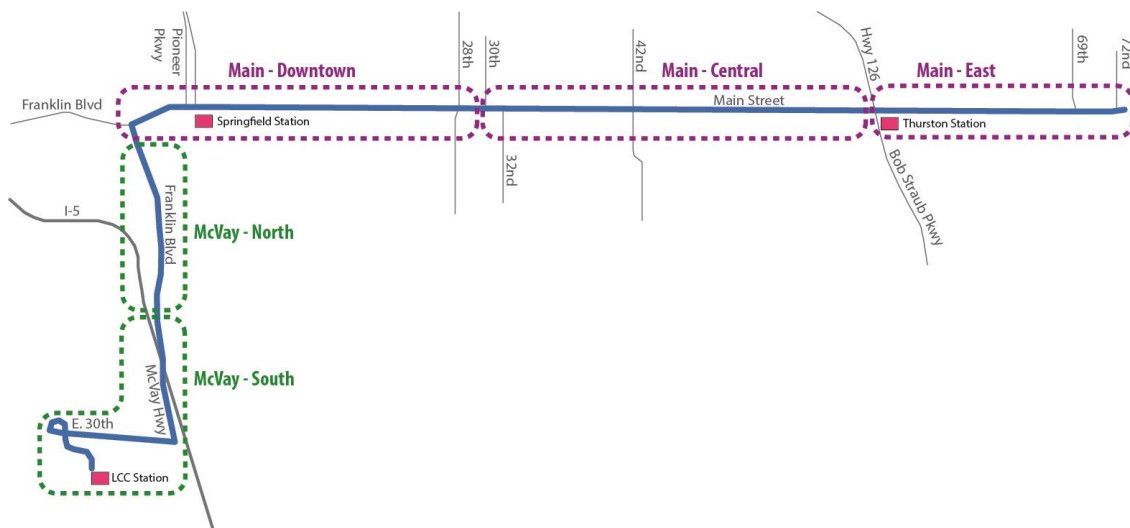 Pioneer
Pkwy
28th
30th
42nd
Hwy 126
69th
72nd
Main - Downtown
Main - Central
Main - East
Franklin Blvd
Main Street
Springfield Station
Thurston Station
32nd
Bob Straub Pkwy
I-5
Franklin Blvd
McVay - North
McVay Hwy
McVay - South
E. 30th
LCC Station